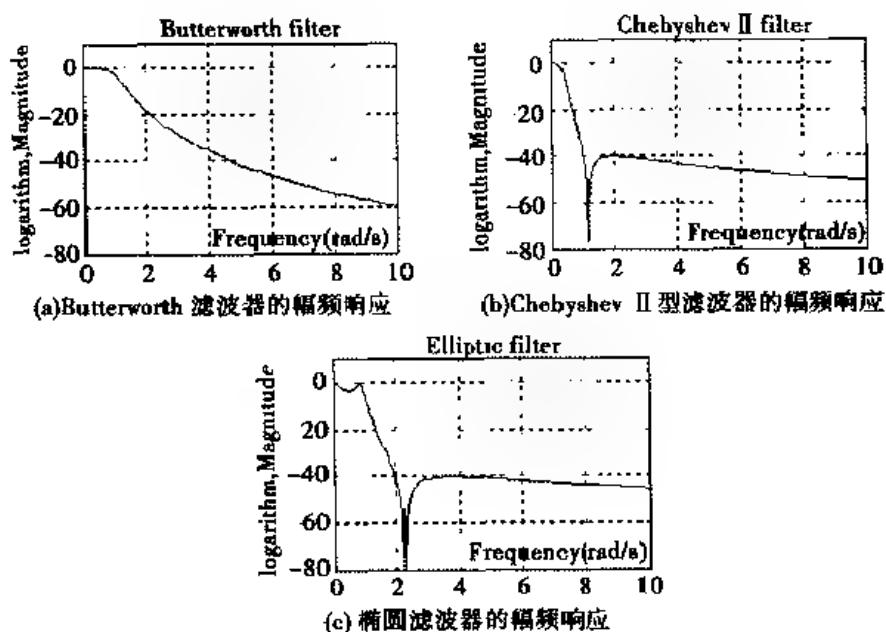 Butterworth filter
logarithm,Magnitude
0
-20
-40
-60
-80
Frequency(rad/s)
0 2 4 6 8 10
(a)Butterworth 滤波器的幅频响应
Chebyshev Ⅱ filter
logarithm,Magnitude
0
-20
-40
-60
-80
Frequency(rad/s)
0 2 4 6 8 10
(b)Chebyshev Ⅱ型滤波器的幅频响应
Elliptic filter
logarithm,Magnitude
0
20
-40
-60
-80
Frequency(rad/s)
0 2 4 6 8 10
(c) 椭圆滤波器的幅频响应